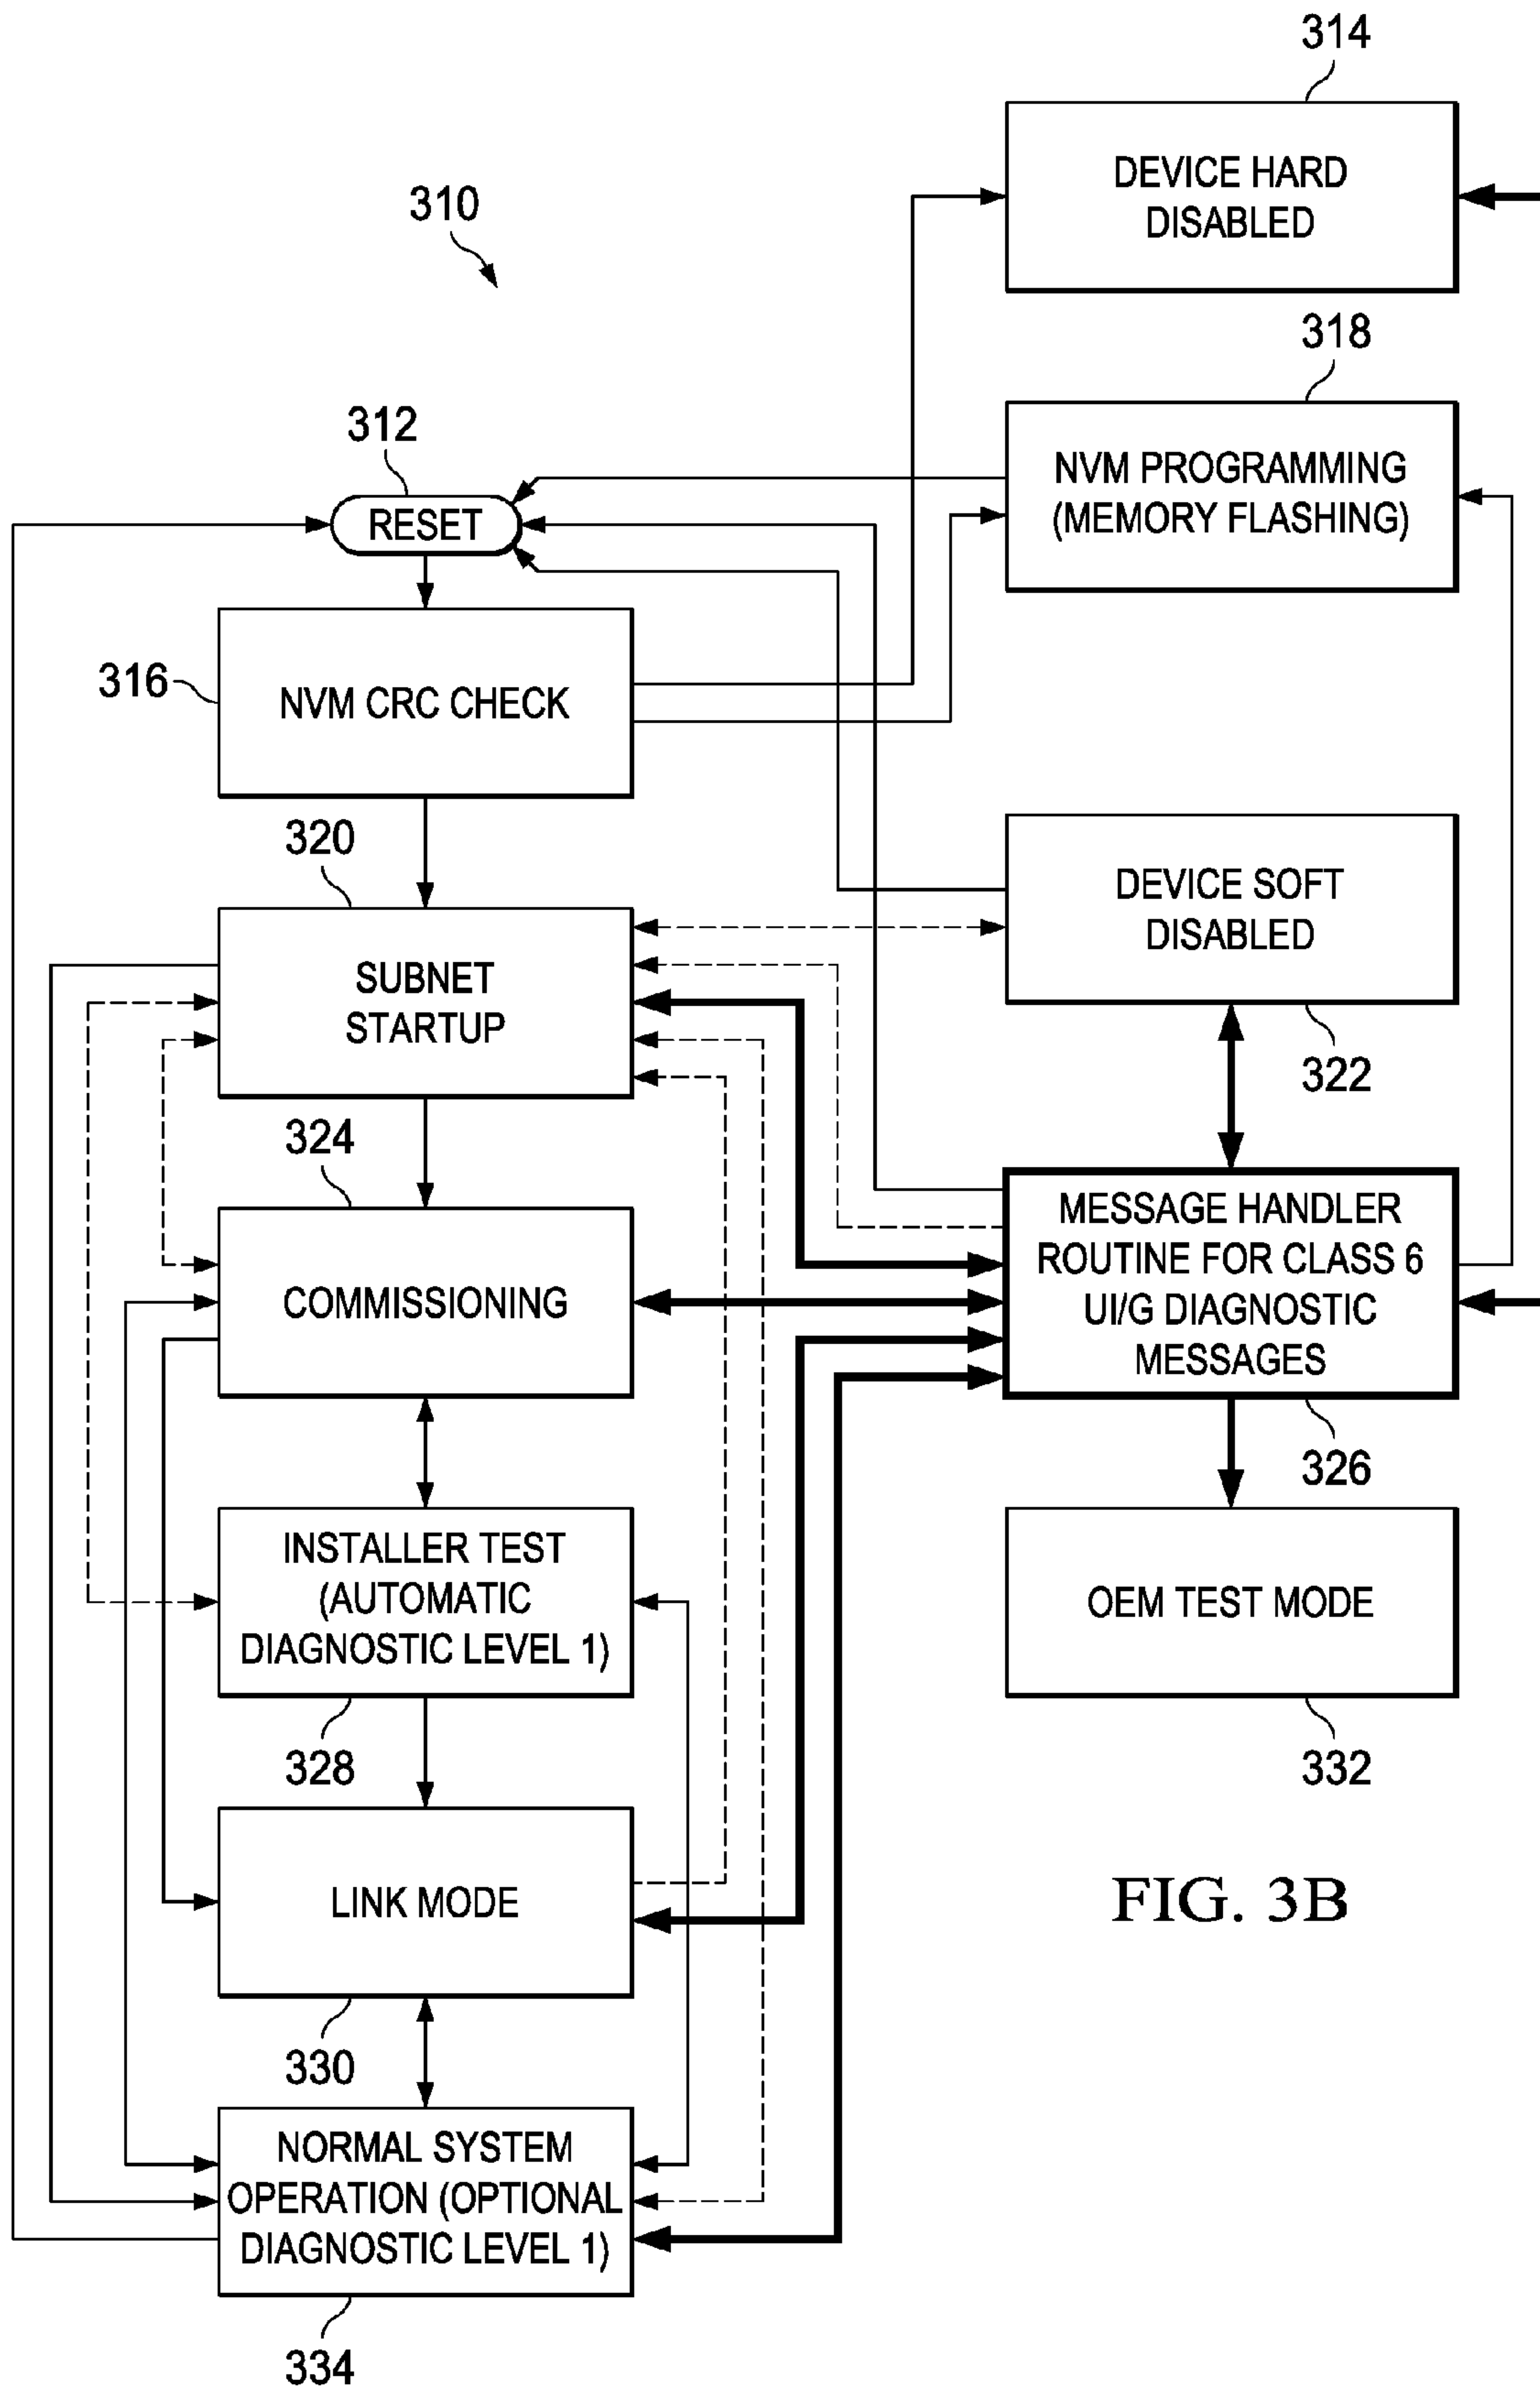 314
DEVICE HARD
DISABLED
310
318
NVM PROGRAMMING
(MEMORY FLASHING)
312
RESET
316
NVM CRC CHECK
320
SUBNET
STARTUP
DEVICE SOFT
DISABLED
322
324
COMMISSIONING
MESSAGE HANDLER
ROUTINE FOR CLASS 6
UI/G DIAGNOSTIC
MESSAGES
326
INSTALLER TEST
(AUTOMATIC
DIAGNOSTIC LEVEL 1)
328
OEM TEST MODE
332
LINK MODE
330
FIG. 3B
NORMAL SYSTEM
OPERATION (OPTIONAL
DIAGNOSTIC LEVEL 1)
334